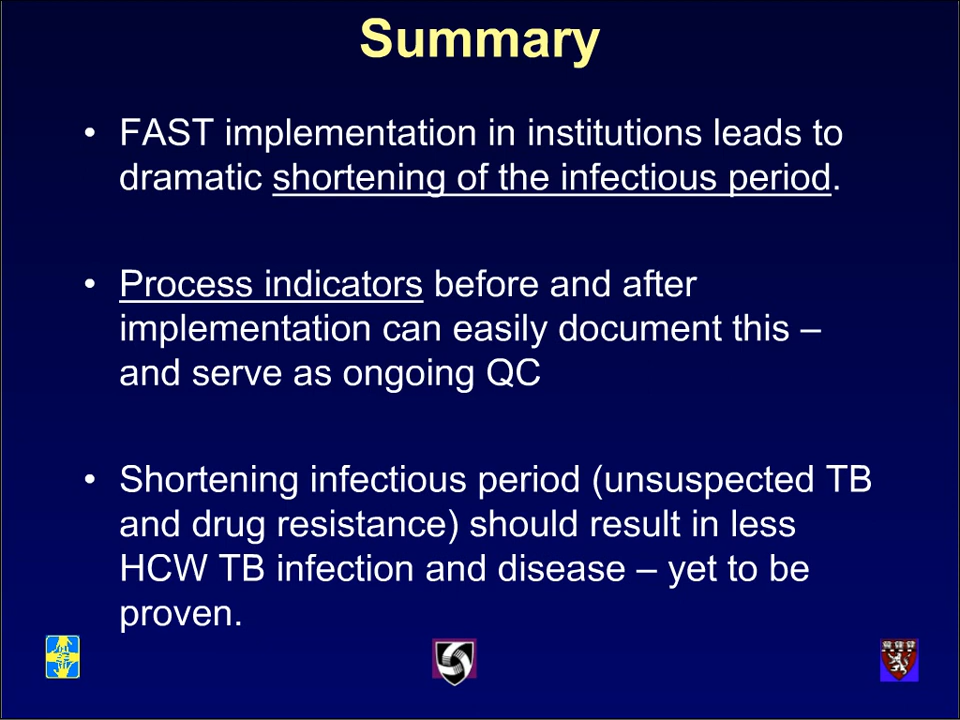 Summary
• FAST implementation in institutions leads to
dramatic shortening of the infectious period.
• Process indicators before and after
implementation can easily document this –
and serve as ongoing QC
• Shortening infectious period (unsuspected TB
and drug resistance) should result in less
HCW TB infection and disease – yet to be
proven.